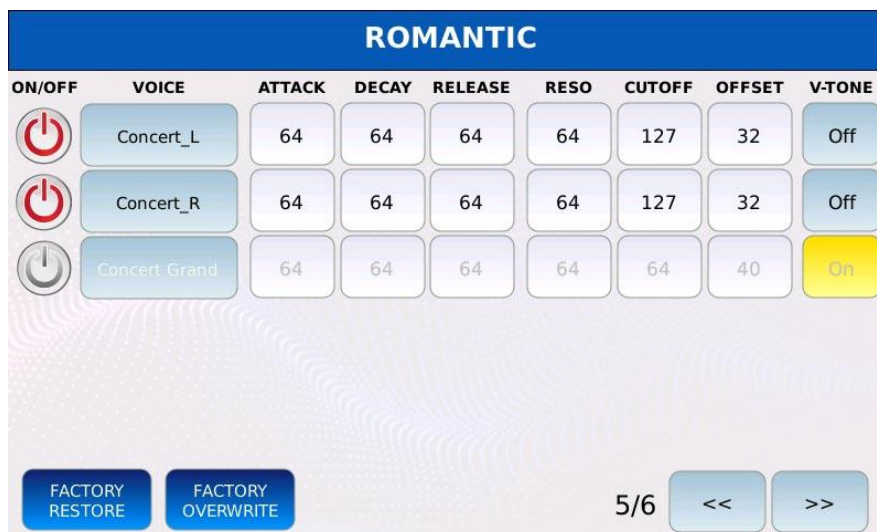 ROMANTIC
ON/OFF VOICE ATTACK DECAY RELEASE RESO CUTOFF OFFSET V-TONE
Concert_L 64 64 64 64 127 32 Off
Concert_R 64 64 64 64 127 32 Off
Concert Grand 64 64 64 64 64 40 On
FACTORY RESTORE FACTORY OVERWRITE 5/6 << >>